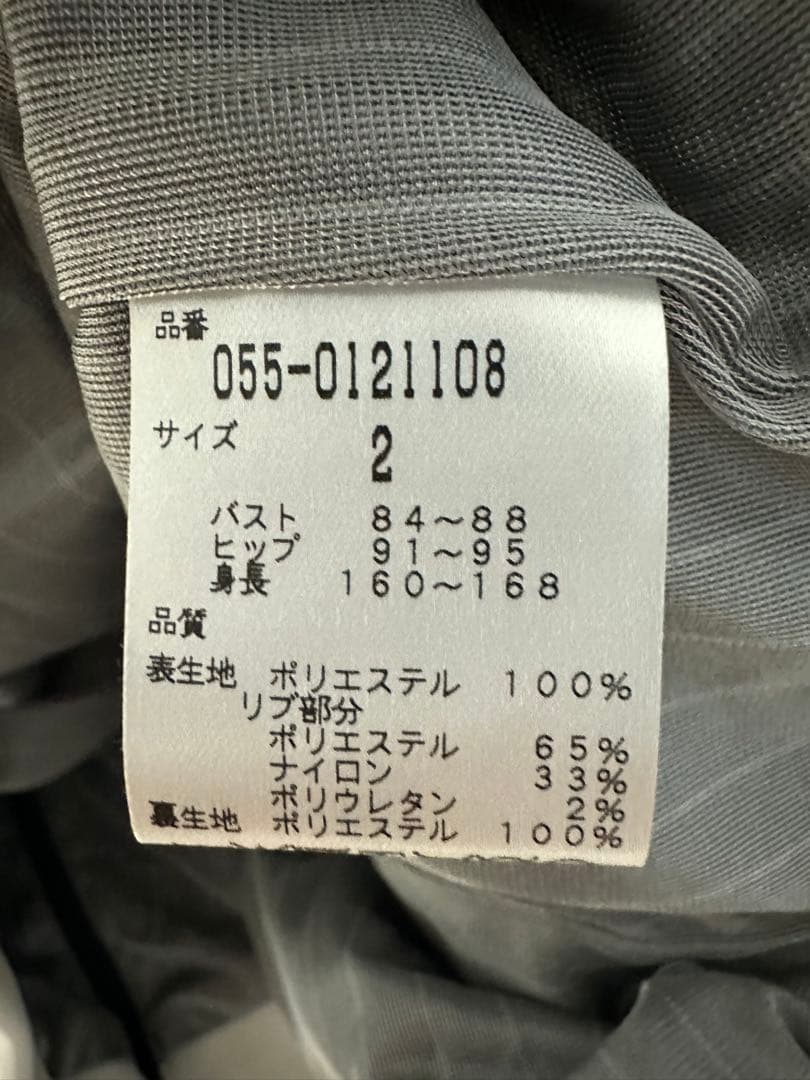 品番
055-0121108
サイズ
2
バスト 84~88
ヒップ 91~95
身長 160~168
品質
表生地 ポリエステル 100%
リブ部分
ポリエステル 65%
ナイロン 33%
ポリウレタン 2%
裏生地 ポリエステル 100%